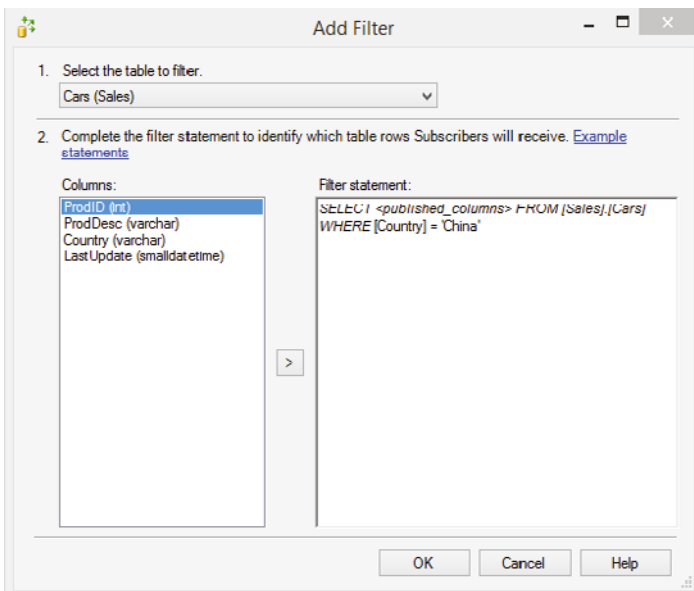 Add Filter
1. Select the table to filter.
Cars (Sales)
2. Complete the filter statement to identify which table rows Subscribers will receive. Example
statements
Columns:
ProdID (int)
ProdDesc (varchar)
Country (varchar)
LastUpdate (smalldatetime)
>
Filter statement:
SELECT <published_columns> FROM [Sales].[Cars]
WHERE [Country] = 'China'
OK
Cancel
Help